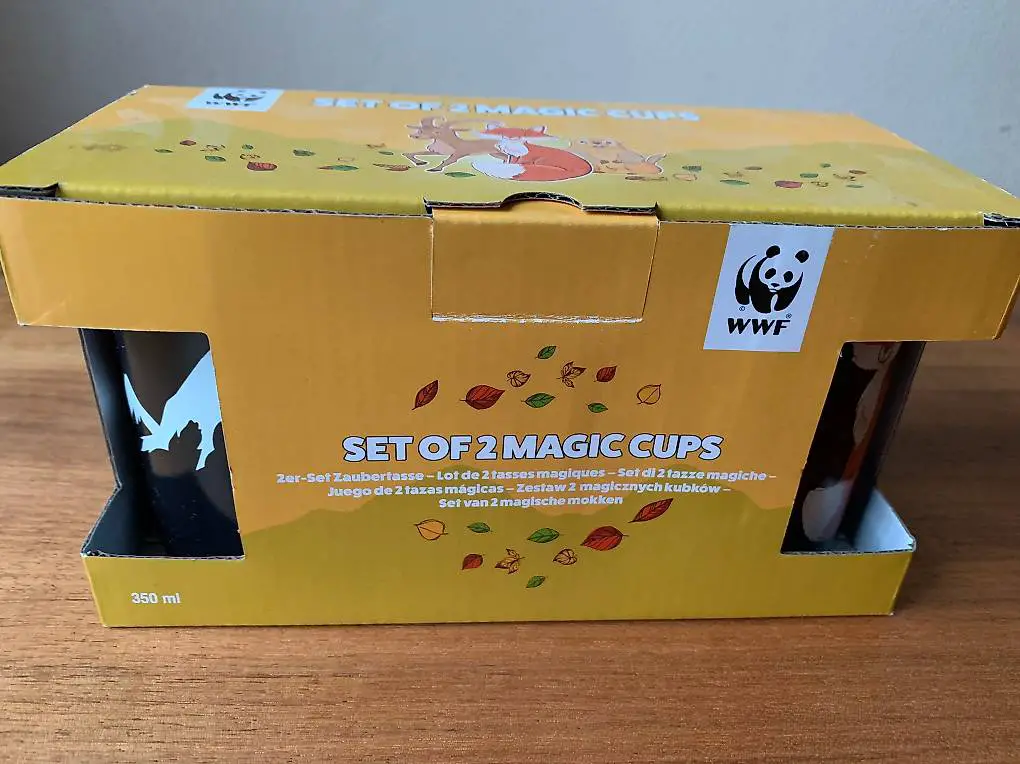 WWF
SET OF 2 MAGIC CUPS
© ®
WWF
SET OF 2 MAGIC CUPS
2er-Set Zaubertasse – Lot de 2 tasses magiques – Set di 2 tazze magiche –
Juego de 2 tazas mágicas – Zestaw 2 magicznych kubków –
Set van 2 magische mokken
350 ml